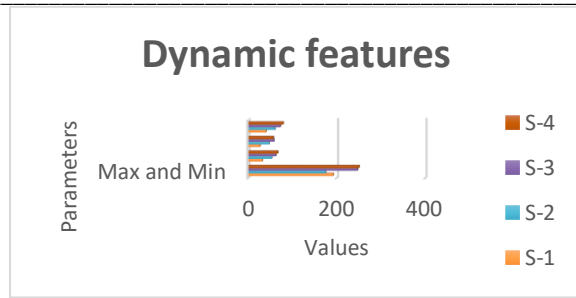 Dynamic features
Parameters
Max and Min
0 200 400
Values
S-4
S-3
S-2
S-1